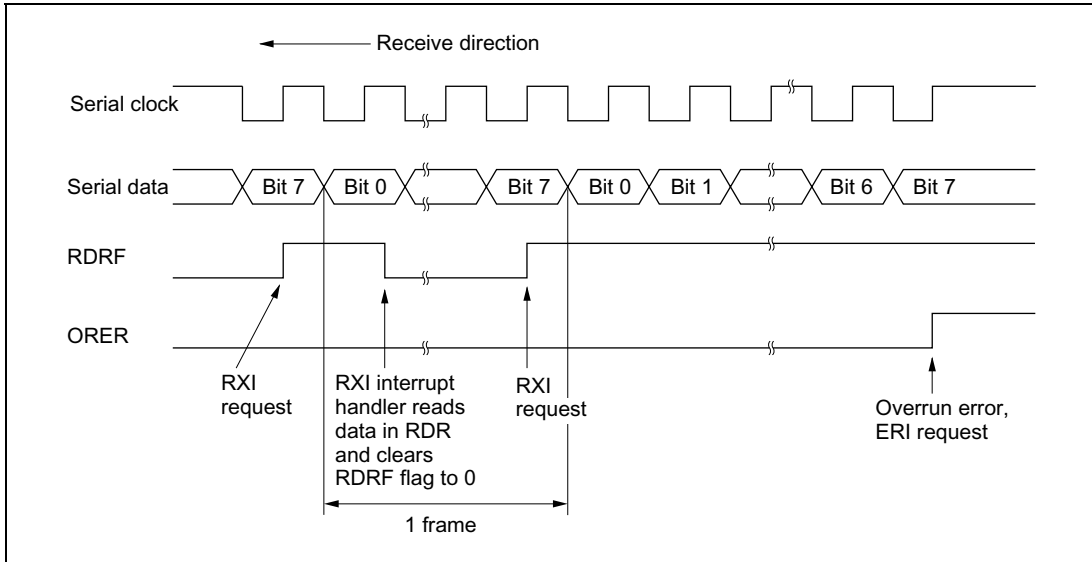 Receive direction
Serial clock
Serial data
Bit 7
Bit 0
Bit 7
Bit 0
Bit 1
Bit 6
Bit 7
RDRF
ORER
RXI
request
RXI interrupt
handler reads
data in RDR
and clears
RDRF flag to 0
RXI
request
Overrun error,
ERI request
1 frame